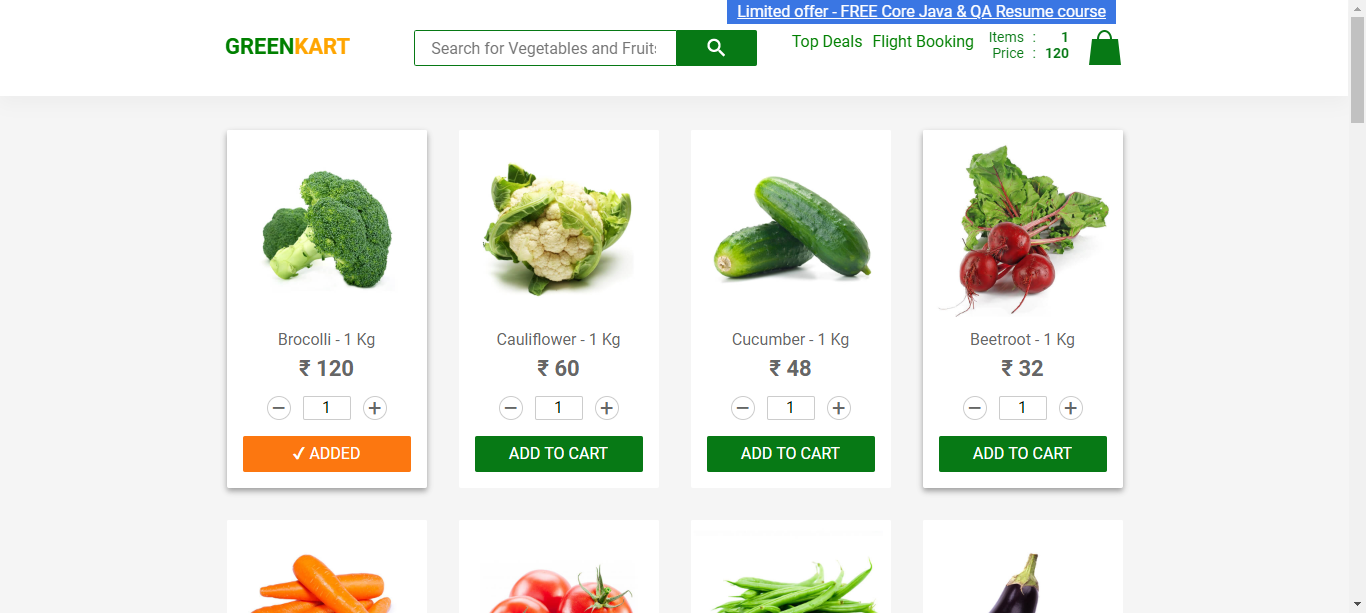 Limited offer - FREE Core Java & QA Resume course
GREENKART
Search for Vegetables and Fruit
Top Deals Flight Booking
Items : 1
Price : 120
Brocolli - 1 Kg
₹ 120
− 1 +
✓ ADDED
Cauliflower - 1 Kg
₹ 60
− 1 +
ADD TO CART
Cucumber - 1 Kg
₹ 48
− 1 +
ADD TO CART
Beetroot - 1 Kg
₹ 32
− 1 +
ADD TO CART